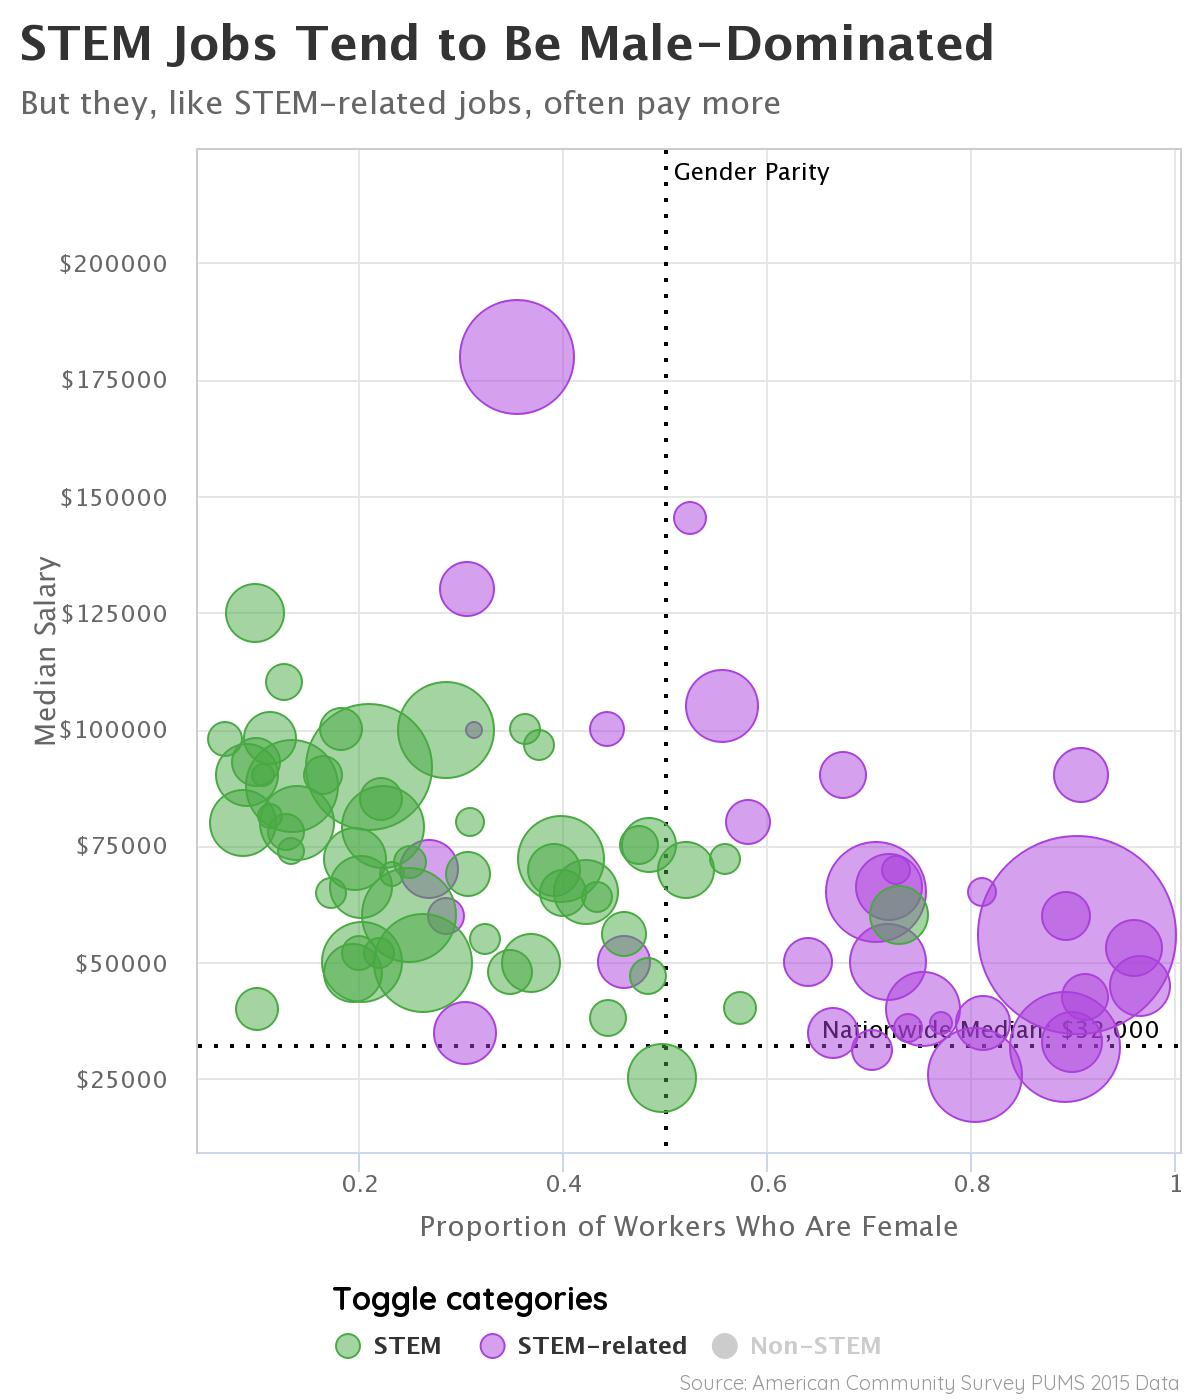 STEM Jobs Tend to Be Male-Dominated
But they, like STEM-related jobs, often pay more
Gender Parity
$200000
$175000
$150000
$125000
$100000
$75000
$50000
$25000
Median Salary
Nationwide Median: $32,000
0.2 0.4 0.6 0.8 1
Proportion of Workers Who Are Female
Toggle categories
STEM STEM-related Non-STEM
Source: American Community Survey PUMS 2015 Data